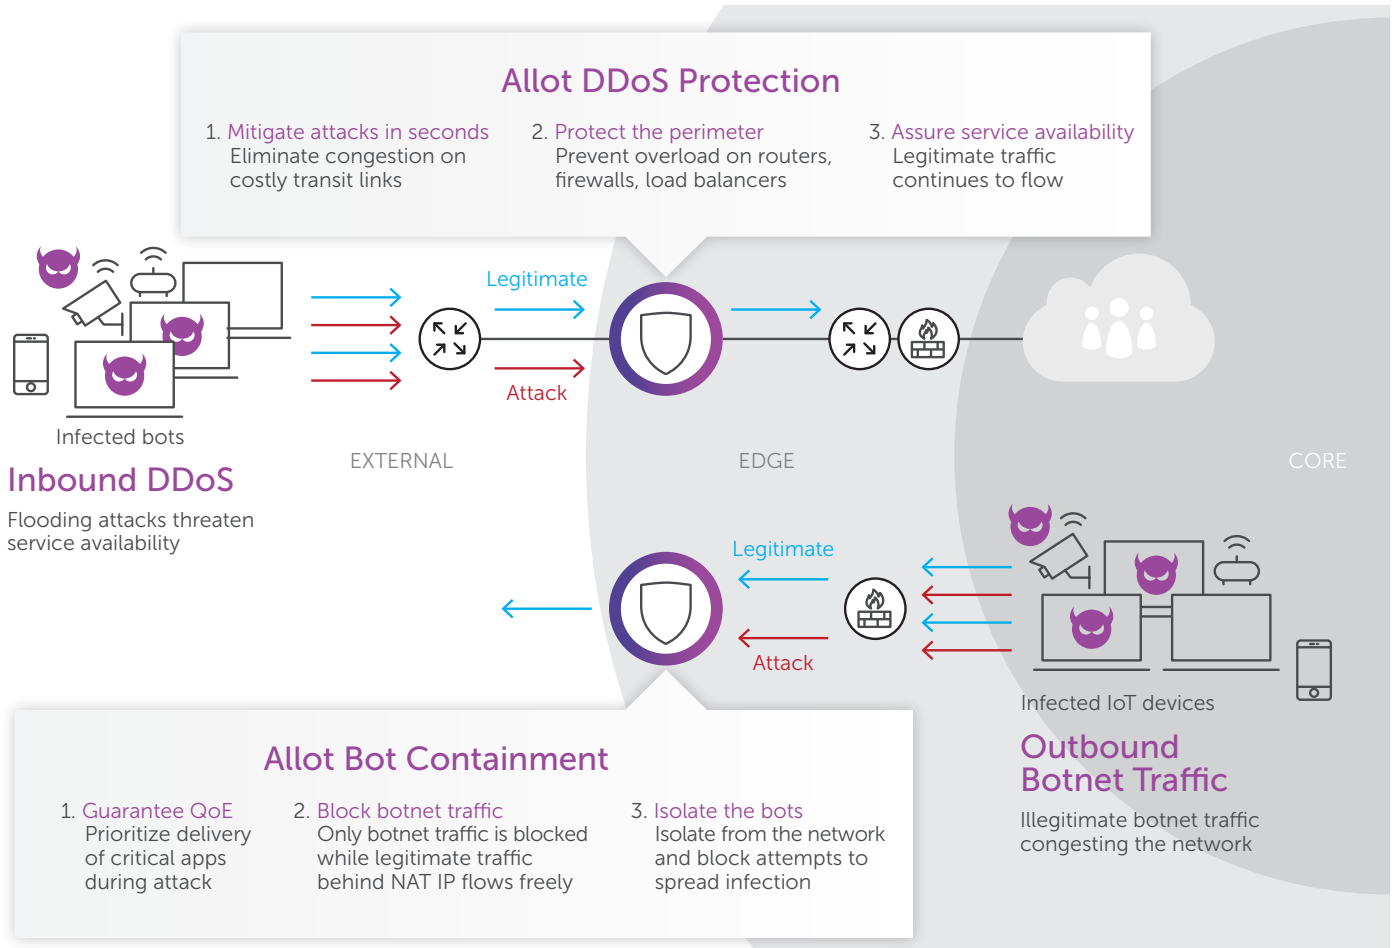 Allot DDoS Protection
1. Mitigate attacks in seconds
Eliminate congestion on
costly transit links
2. Protect the perimeter
Prevent overload on routers,
firewalls, load balancers
3. Assure service availability
Legitimate traffic
continues to flow
Legitimate
Attack
Infected bots
Inbound DDoS
Flooding attacks threaten
service availability
EXTERNAL
EDGE
CORE
Legitimate
Attack
Infected IoT devices
Outbound
Botnet Traffic
Illegitimate botnet traffic
congesting the network
Allot Bot Containment
1. Guarantee QoE
Prioritize delivery
of critical apps
during attack
2. Block botnet traffic
Only botnet traffic is blocked
while legitimate traffic
behind NAT IP flows freely
3. Isolate the bots
Isolate from the network
and block attempts to
spread infection